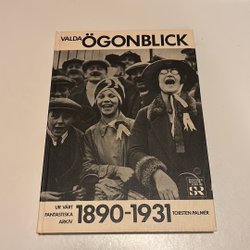 VALDA ÖGONBLICK
UR VÅRT
FANTASTISKA
ARKIV
1890-1931
TORSTEN PALMÉR